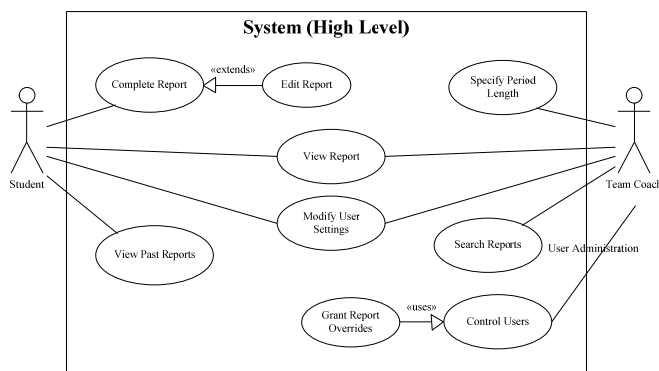 System (High Level)
Complete Report
«extends»
Edit Report
Specify Period
Length
View Report
Student
Team Coach
Modify User
Settings
View Past Reports
Search Reports
User Administration
Grant Report
Overrides
«uses»
Control Users